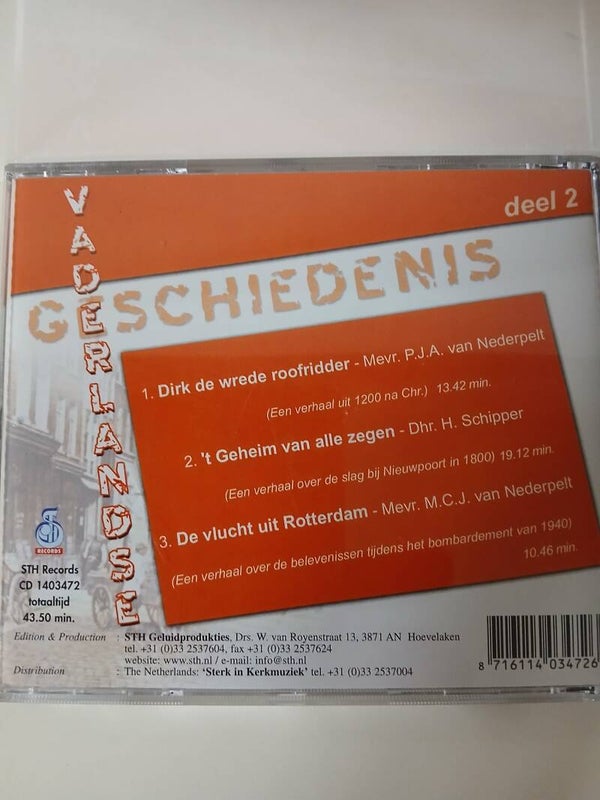 deel 2
VADERLANDSE
GESCHIEDENIS
1. Dirk de wrede roofridder - Mevr. P.J.A. van Nederpelt
(Een verhaal uit 1200 na Chr.) 13.42 min.
2. 't Geheim van alle zegen - Dhr. H. Schipper
(Een verhaal over de slag bij Nieuwpoort in 1800) 19.12 min.
3. De vlucht uit Rotterdam - Mevr. M.C.J. van Nederpelt
(Een verhaal over de belevenissen tijdens het bombardement van 1940)
10.46 min.
RECORDS
STH Records
CD 1403472
totaaltijd
43.50 min.
Edition & Production : STH Geluidprodukties, Drs. W. van Royenstraat 13, 3871 AN Hoevelaken
tel. +31 (0)33 2537604, fax +31 (0)33 2537624
website: www.sth.nl / e-mail: info@sth.nl
Distribution : The Netherlands: 'Sterk in Kerkmuziek' tel. +31 (0)33 2537004
8 716114 034726